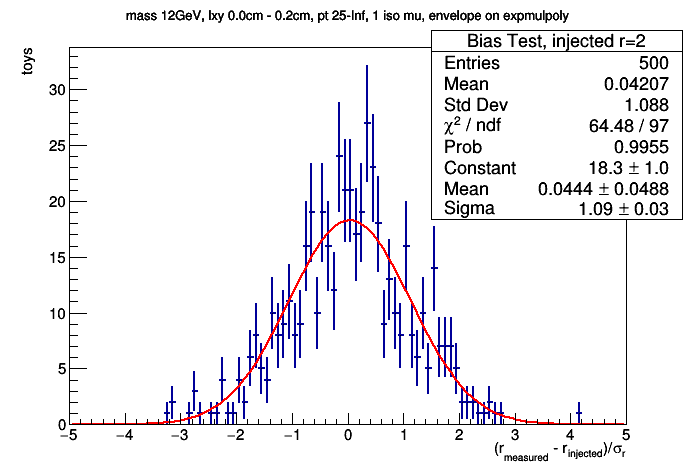 mass 12GeV, lxy 0.0cm - 0.2cm, pt 25-Inf, 1 iso mu, envelope on expmulpoly
toys
Bias Test, injected r=2
Entries 500
Mean 0.04207
Std Dev 1.088
χ² / ndf 64.48 / 97
Prob 0.9955
Constant 18.3 ± 1.0
Mean 0.0444 ± 0.0488
Sigma 1.09 ± 0.03
30
25
20
15
10
5
0
−5 −4 −3 −2 −1 0 1 2 3 4 5
(r_measured - r_injected)/σ_r